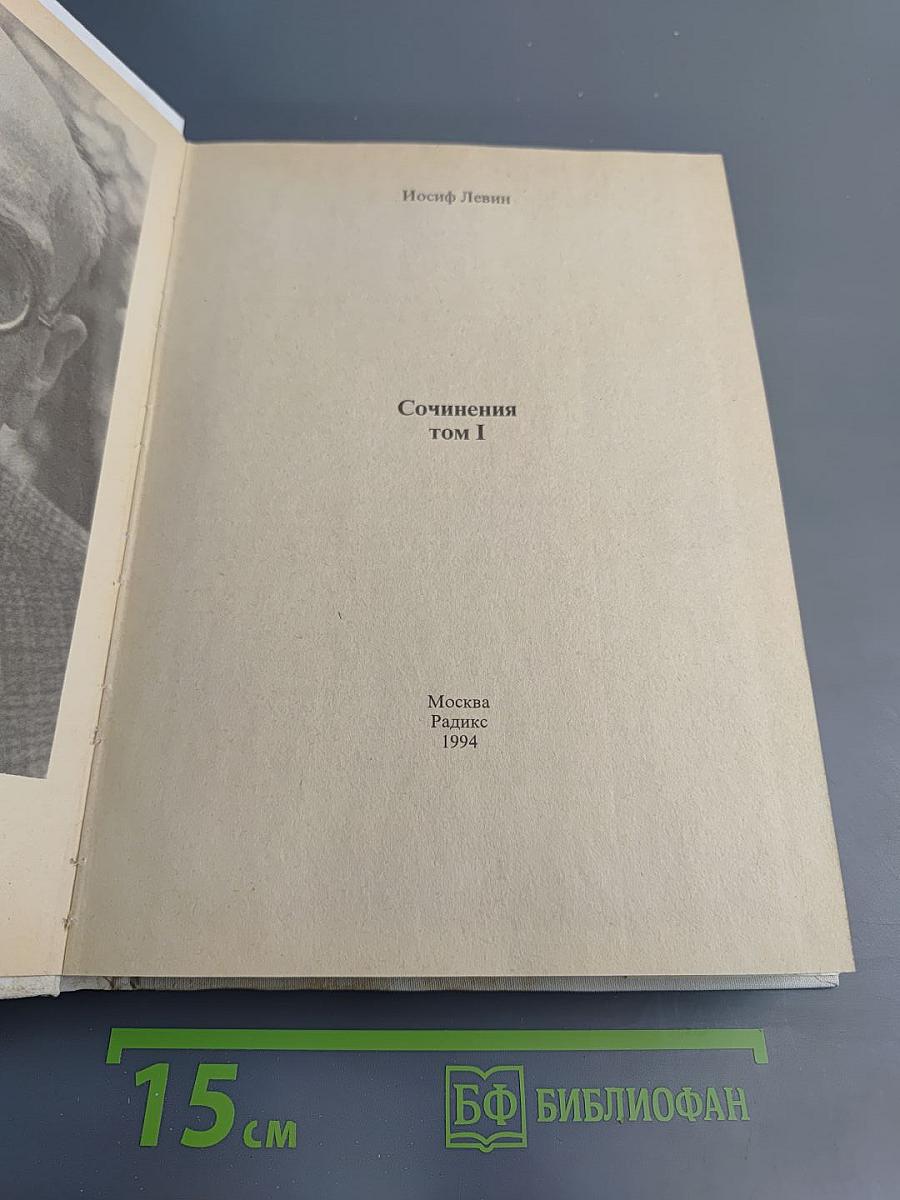 Иосиф Левин
Сочинения
том I
Москва
Радикс
1994
15 см
БФ БИБЛИОФАН